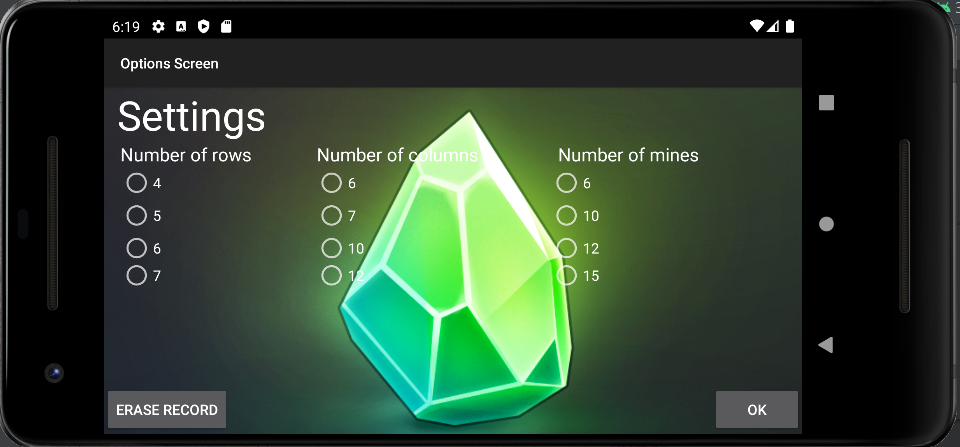 6:19
Options Screen
Settings
Number of rows Number of columns Number of mines
4 6 6
5 7 10
6 10 12
7 12 15
ERASE RECORD OK